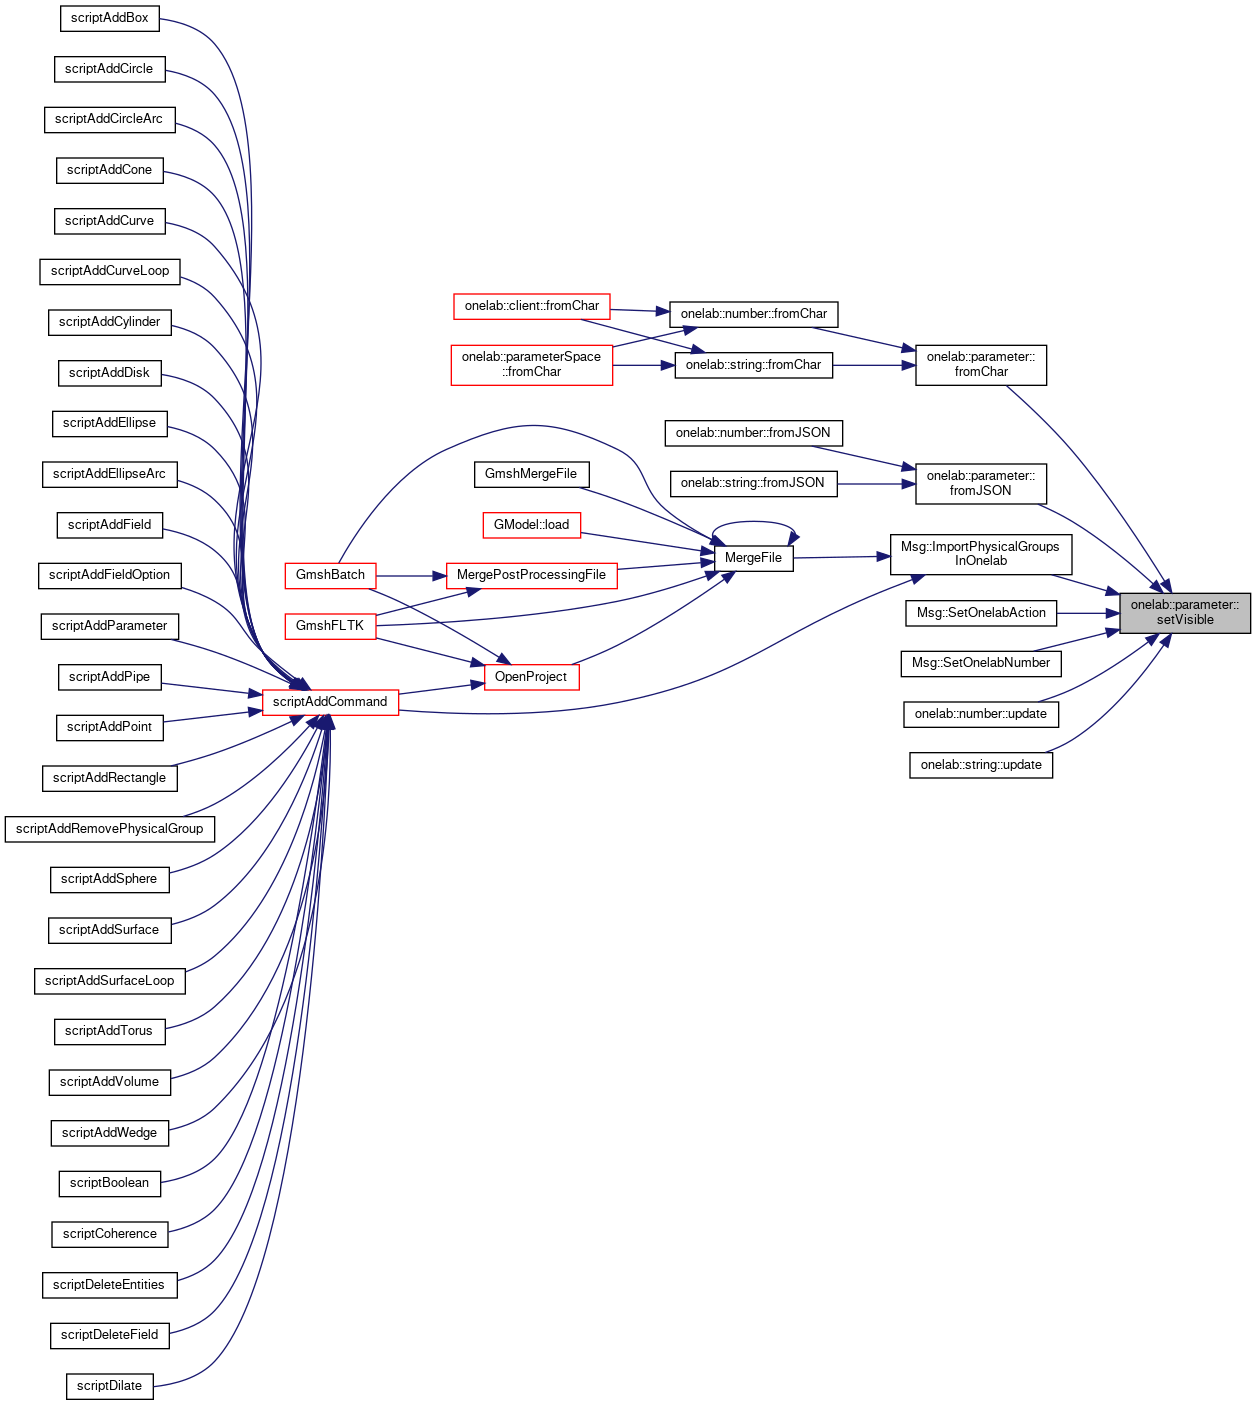 scriptAddBox
scriptAddCircle
scriptAddCircleArc
scriptAddCone
scriptAddCurve
scriptAddCurveLoop
scriptAddCylinder
scriptAddDisk
scriptAddEllipse
scriptAddEllipseArc
scriptAddField
scriptAddFieldOption
scriptAddParameter
scriptAddPipe
scriptAddPoint
scriptAddRectangle
scriptAddRemovePhysicalGroup
scriptAddSphere
scriptAddSurface
scriptAddSurfaceLoop
scriptAddTorus
scriptAddVolume
scriptAddWedge
scriptBoolean
scriptCoherence
scriptDeleteEntities
scriptDeleteField
scriptDilate
scriptAddCommand
GmshBatch
GmshFLTK
onelab::client::fromChar
onelab::parameterSpace
::fromChar
GmshMergeFile
GModel::load
MergePostProcessingFile
OpenProject
onelab::number::fromChar
onelab::string::fromChar
onelab::number::fromJSON
onelab::string::fromJSON
MergeFile
onelab::parameter::
fromChar
onelab::parameter::
fromJSON
Msg::ImportPhysicalGroups
InOnelab
Msg::SetOnelabAction
Msg::SetOnelabNumber
onelab::number::update
onelab::string::update
onelab::parameter::
setVisible